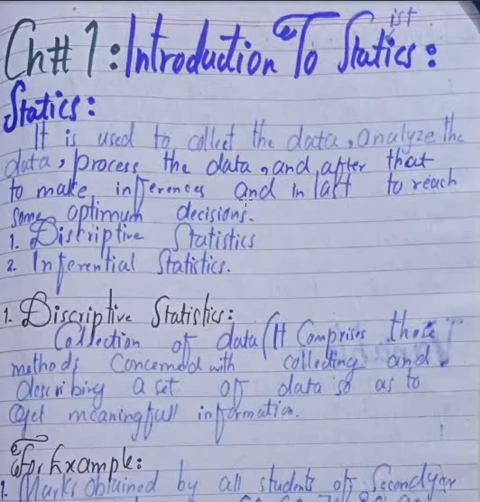 Ch# 1: Introduction To Statics:
ist
Statics:
It is used to collect the data, analyze the
data, process the data, and after that
to make inferences and in last to reach
some optimum decisions.
1. Discriptive Statistics
2. Inferential Statistics.
1. Discriptive Statistics:
Collection of data (It Comprises those
methods concerned with collecting and
describing a set of data so as to
get meaningfull information.
For Example:
1. Marks obtained by all students of Second year